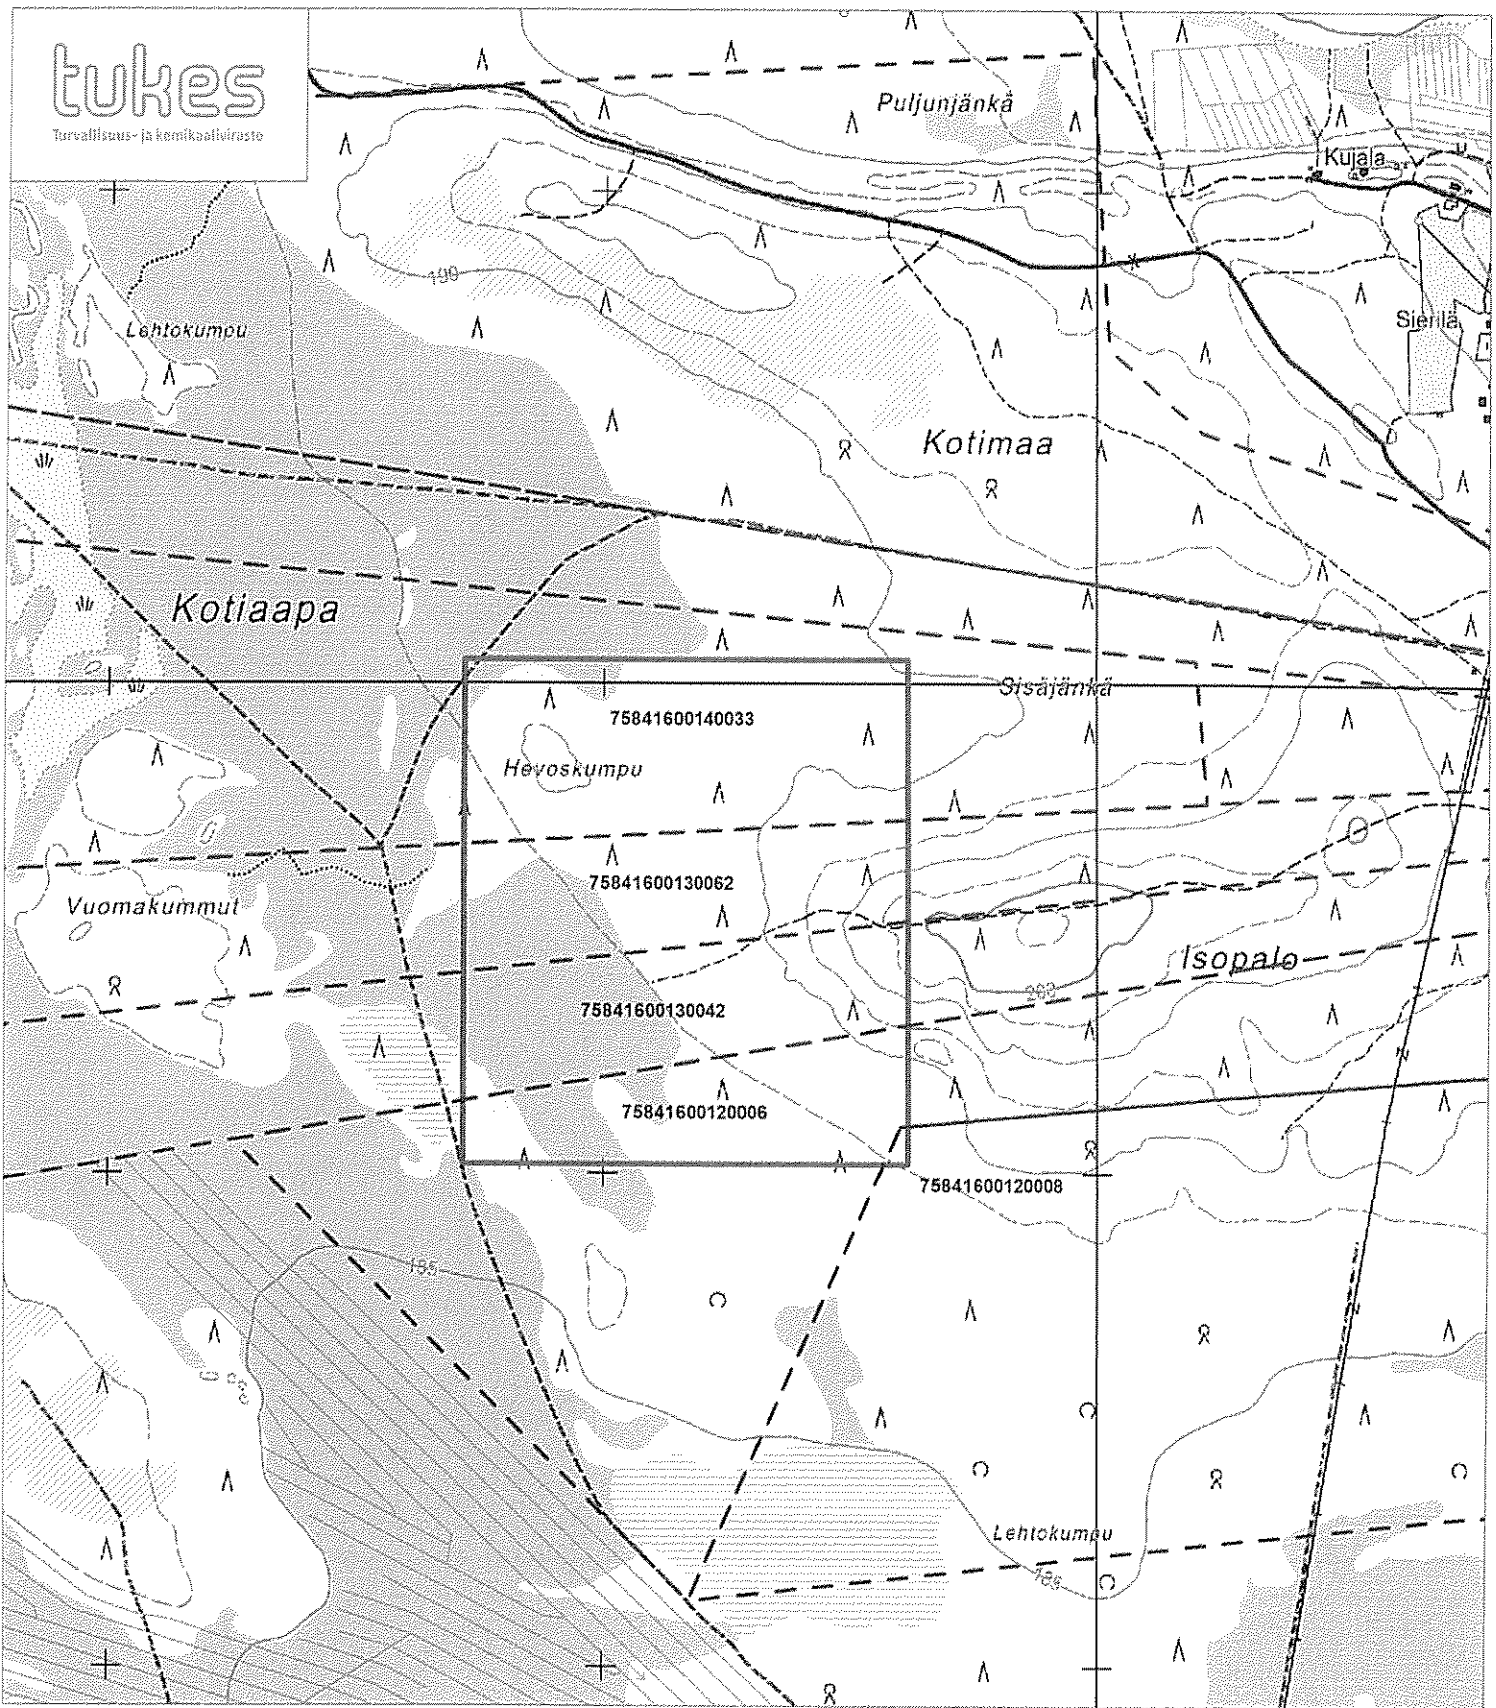 tukes
Turvallisuus- ja kemikaalivirasto
Puljunjänkä
Kujala
190
Lehtokumpu
Sierilä
Kotimaa
Kotiaapa
Sisäjänkä
75841600140033
Hevoskumpu
75841600130062
Vuomakummut
Isopalo
200
75841600130042
75841600120006
75841600120008
185
Lehtokumpu
185